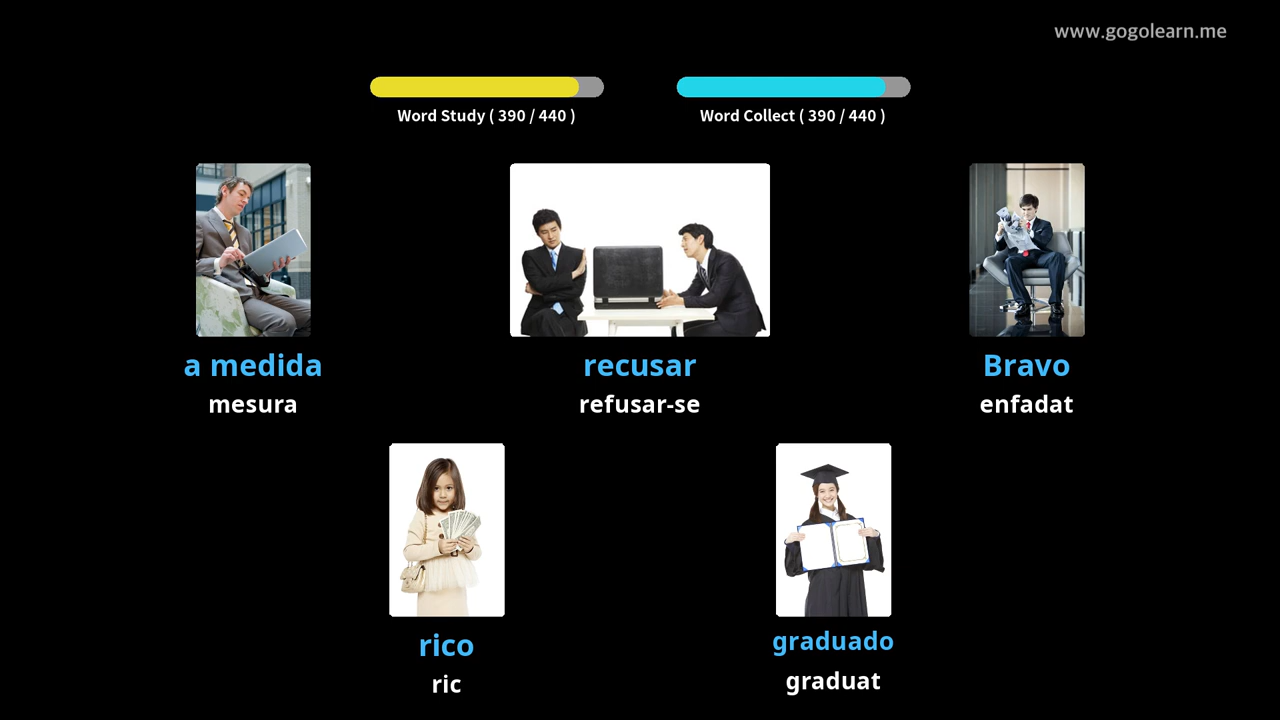 www.gogolearn.me
Word Study ( 390 / 440 )
Word Collect ( 390 / 440 )
a medida
mesura
recusar
refusar-se
Bravo
enfadat
rico
ric
graduado
graduat